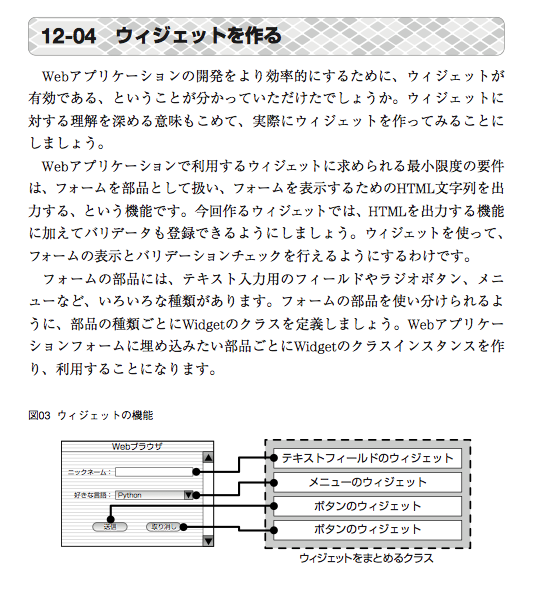 12-04　ウィジェットを作る
　Webアプリケーションの開発をより効率的にするために、ウィジェットが
有効である、ということが分かっていただけたでしょうか。ウィジェットに
対する理解を深める意味もこめて、実際にウィジェットを作ってみることに
しましょう。
　Webアプリケーションで利用するウィジェットに求められる最小限度の要件
は、フォームを部品として扱い、フォームを表示するためのHTML文字列を出
力する、という機能です。今回作るウィジェットでは、HTMLを出力する機能
に加えてバリデータも登録できるようにしましょう。ウィジェットを使って、
フォームの表示とバリデーションチェックを行えるようにするわけです。
　フォームの部品には、テキスト入力用のフィールドやラジオボタン、メニ
ューなど、いろいろな種類があります。フォームの部品を使い分けられるよ
うに、部品の種類ごとにWidgetのクラスを定義しましょう。Webアプリケー
ションフォームに埋め込みたい部品ごとにWidgetのクラスインスタンスを作
り、利用することになります。
図03 ウィジェットの機能
Webブラウザ
ニックネーム：
好きな言語： Python
送信 取り消し
テキストフィールドのウィジェット
メニューのウィジェット
ボタンのウィジェット
ボタンのウィジェット
ウィジェットをまとめるクラス